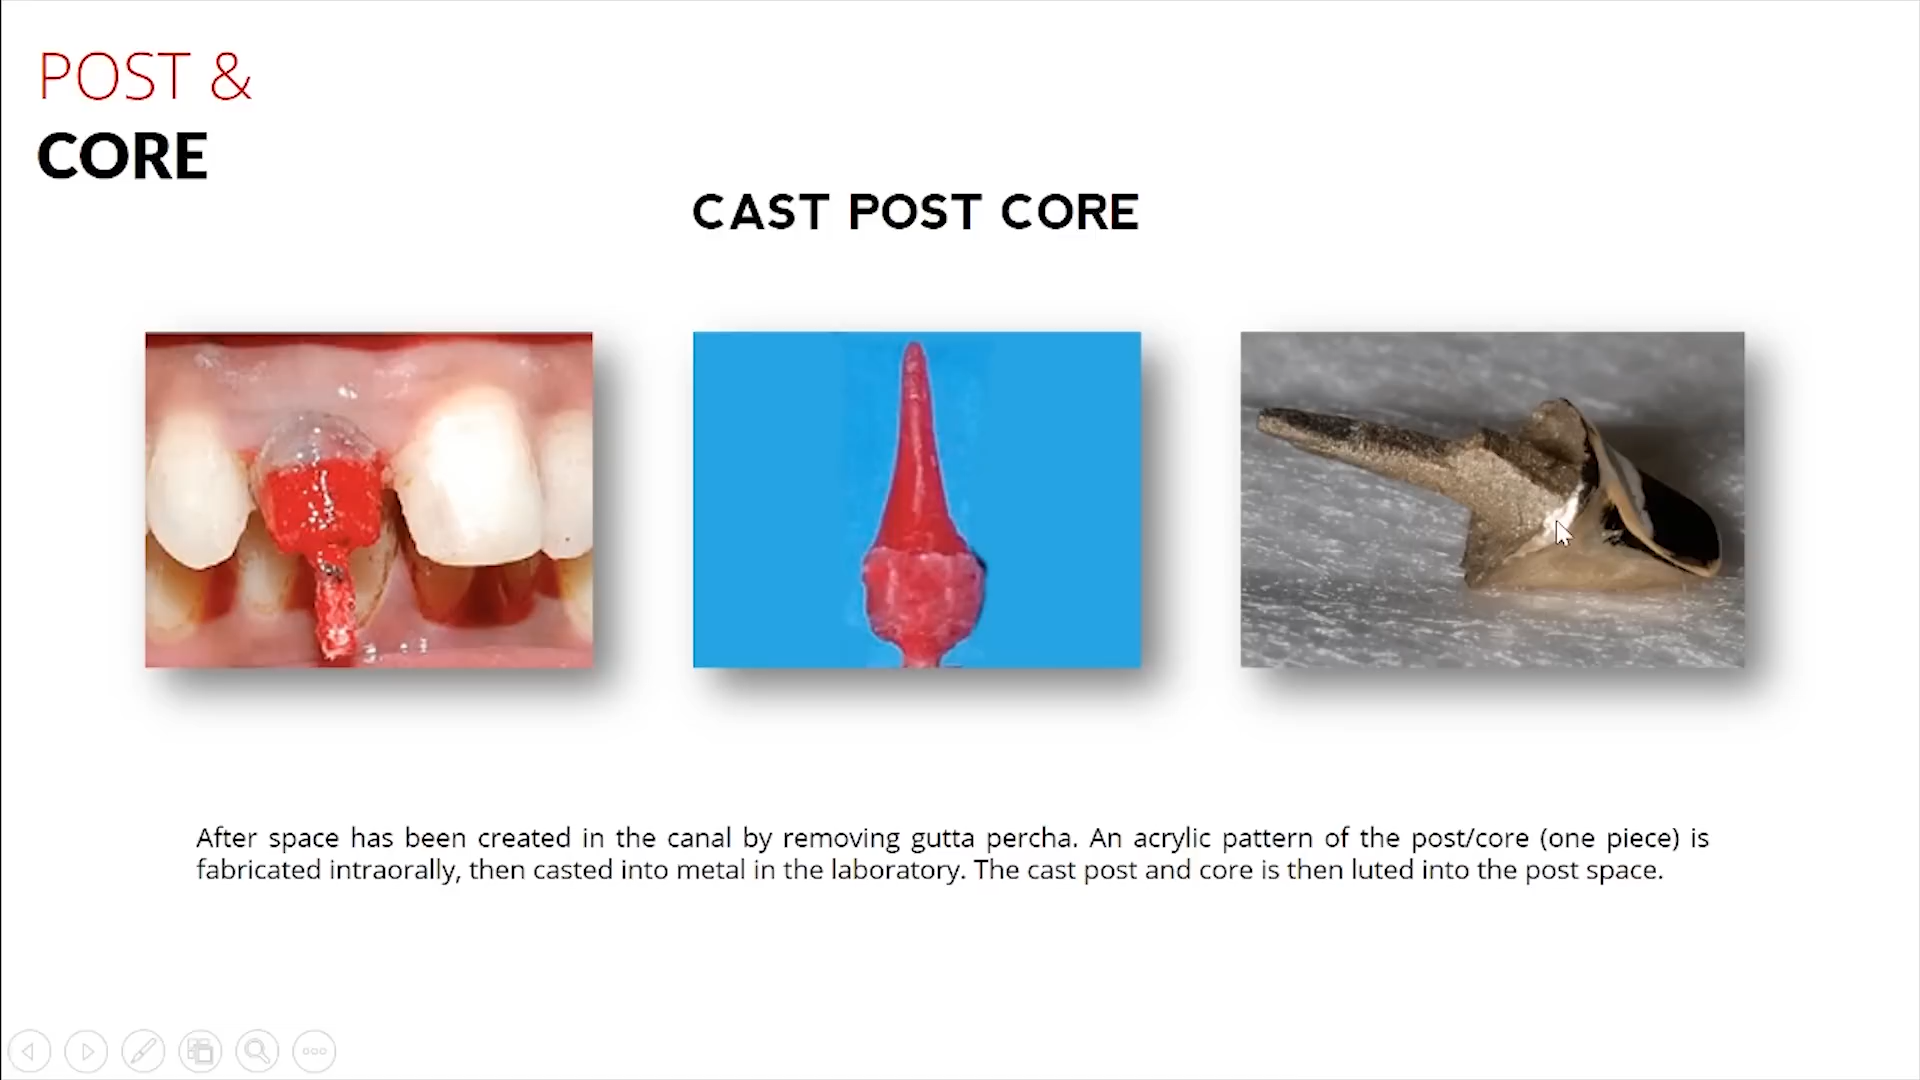 POST &
CORE
CAST POST CORE
After space has been created in the canal by removing gutta percha. An acrylic pattern of the post/core (one piece) is
fabricated intraorally, then casted into metal in the laboratory. The cast post and core is then luted into the post space.